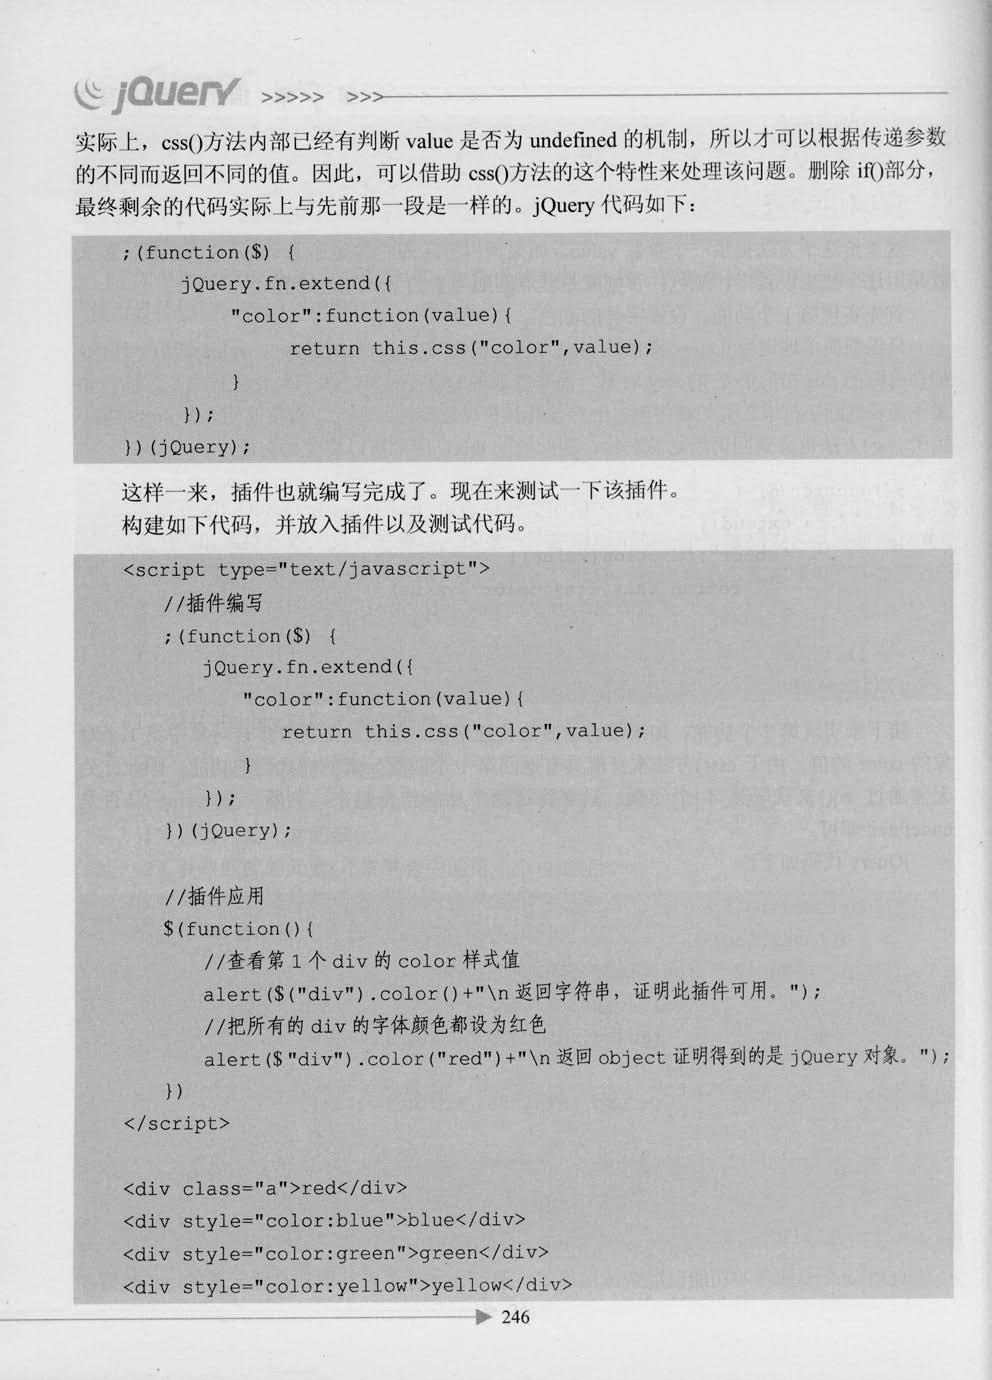 jQuery >>>>> >>>
实际上，css()方法内部已经有判断 value 是否为 undefined 的机制，所以才可以根据传递参数
的不同而返回不同的值。因此，可以借助 css()方法的这个特性来处理该问题。删除 if()部分，
最终剩余的代码实际上与先前那一段是一样的。jQuery 代码如下：
;(function($) {
jQuery.fn.extend({
"color":function(value){
return this.css("color",value);
}
});
})(jQuery);
这样一来，插件也就编写完成了。现在来测试一下该插件。
构建如下代码，并放入插件以及测试代码。
<script type="text/javascript">
//插件编写
;(function($) {
jQuery.fn.extend({
"color":function(value){
return this.css("color",value);
}
});
})(jQuery);
//插件应用
$(function(){
//查看第 1 个 div 的 color 样式值
alert($("div").color()+"\n 返回字符串，证明此插件可用。");
//把所有的 div 的字体颜色都设为红色
alert($ "div").color("red")+"\n 返回 object 证明得到的是 jQuery 对象。");
})
</script>
<div class="a">red</div>
<div style="color:blue">blue</div>
<div style="color:green">green</div>
<div style="color:yellow">yellow</div>
246